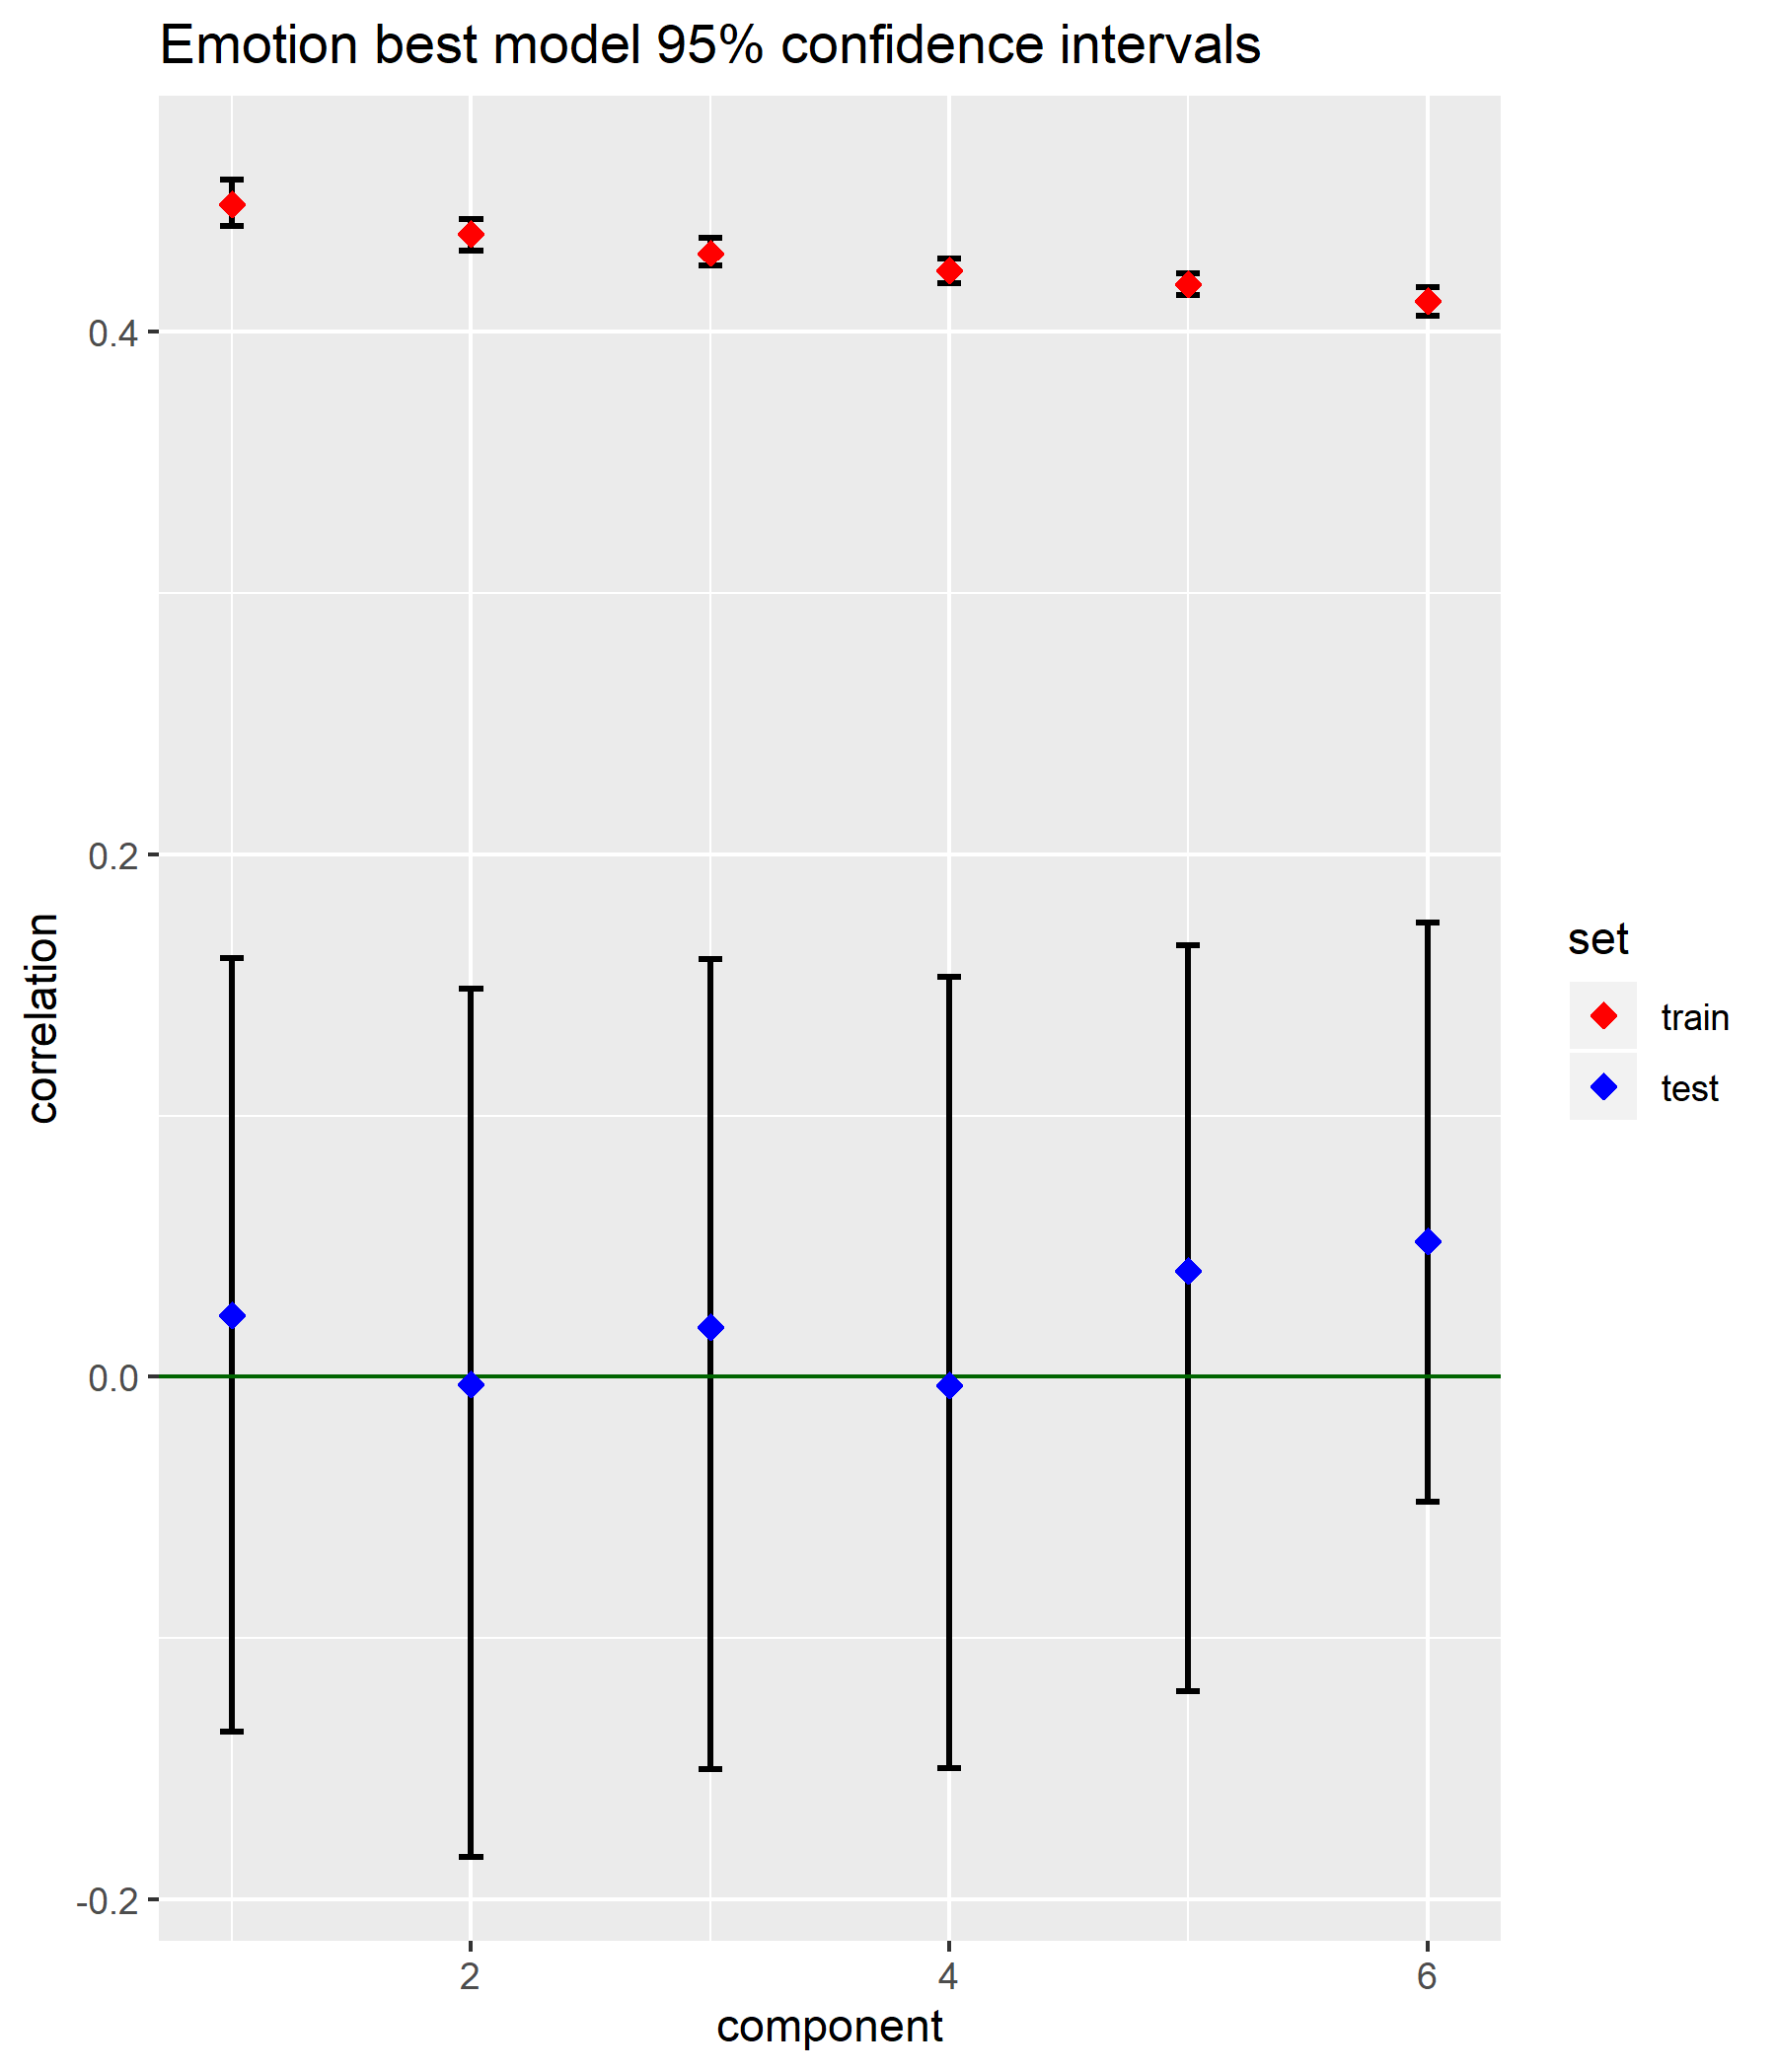 Emotion best model 95% confidence intervals
0.4
0.2
0.0
-0.2
correlation
2 4 6
component
set
train
test